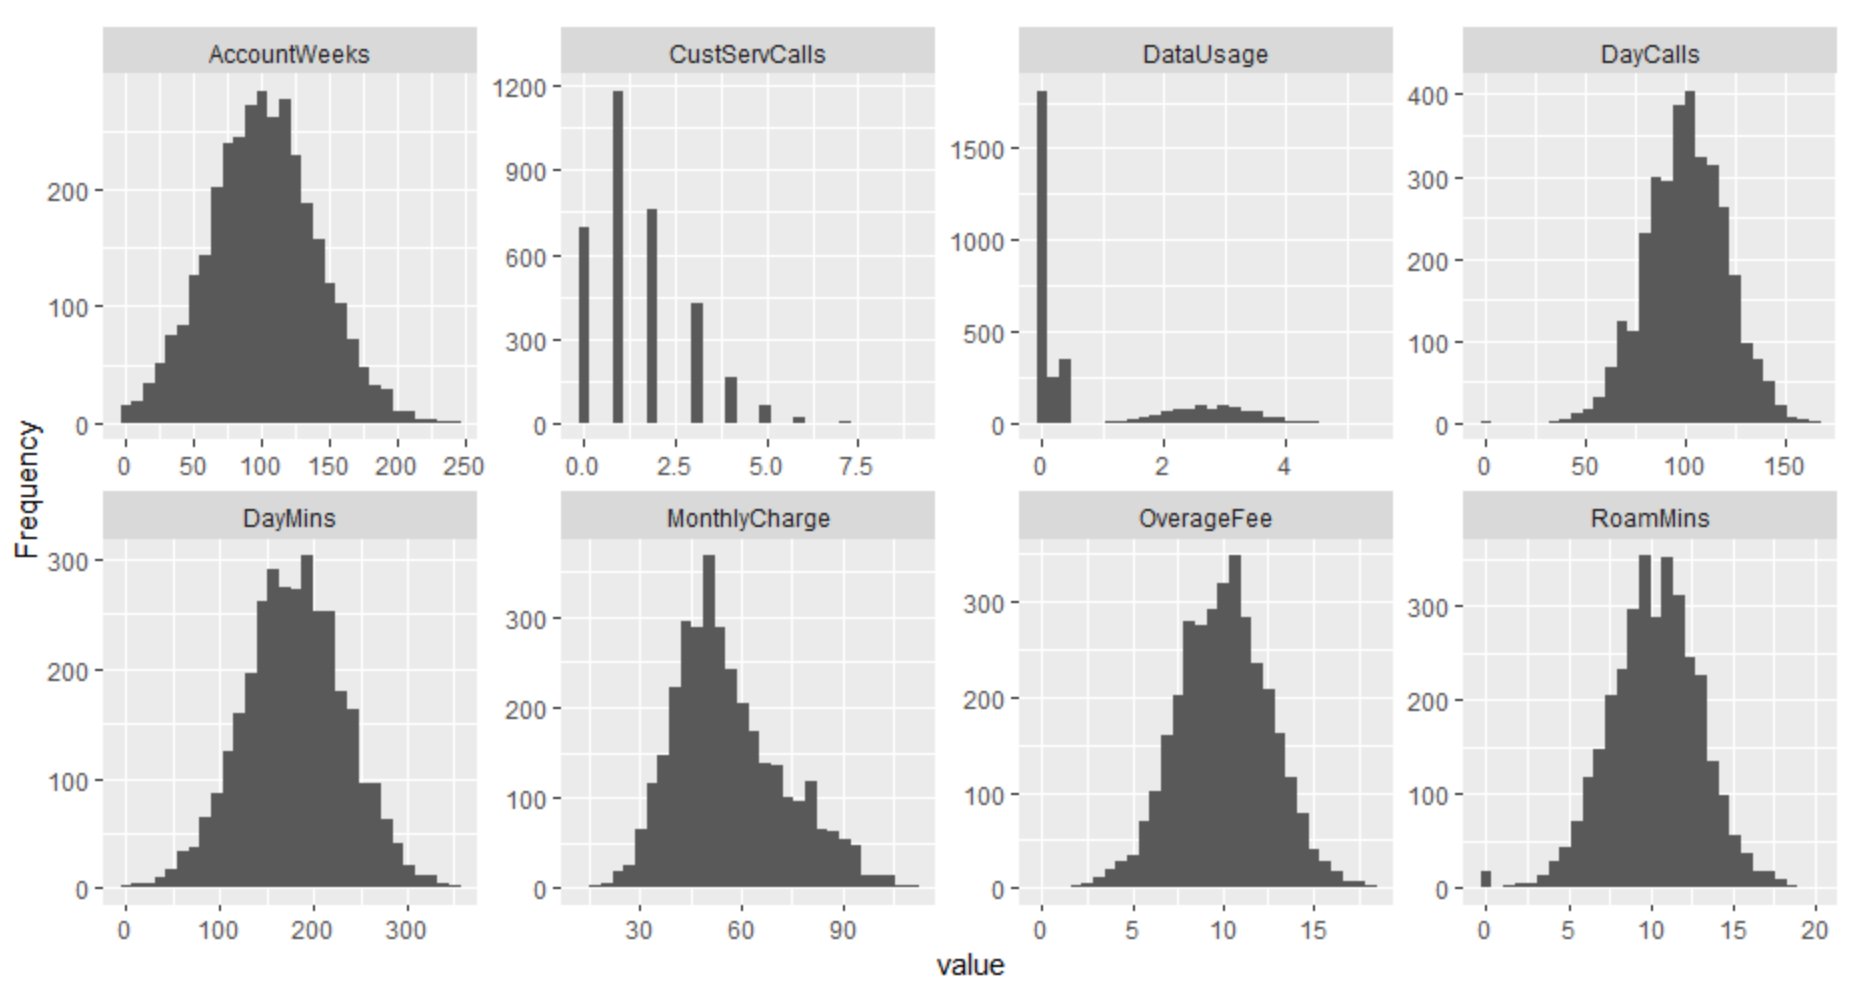 AccountWeeks CustServCalls DataUsage DayCalls
200
100
0
1200
900
600
300
0
1500
1000
500
0
400
300
200
100
0
0 50 100 150 200 250
0.0 2.5 5.0 7.5
0 2 4
0 50 100 150
Frequency
DayMins MonthlyCharge OverageFee RoamMins
300
200
100
0
300
200
100
0
300
200
100
0
300
200
100
0
0 100 200 300
30 60 90
0 5 10 15
0 5 10 15 20
value